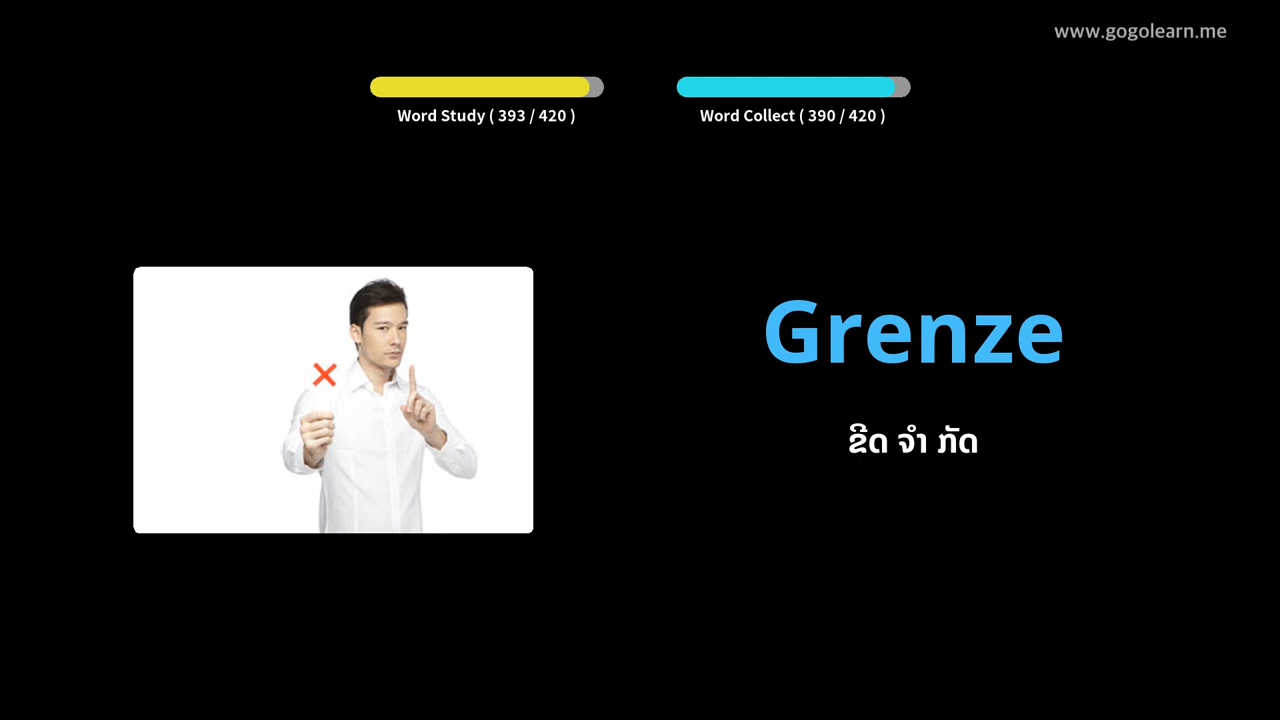 www.gogolearn.me
Word Study ( 393 / 420 )
Word Collect ( 390 / 420 )
Grenze
ຂີດ ຈໍາ ກັດ